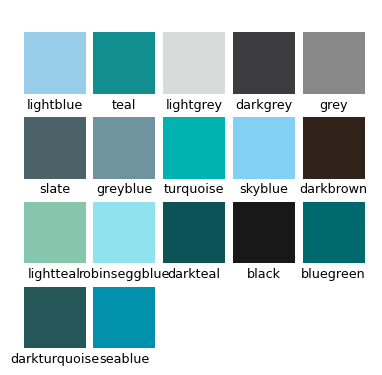 lightblue teal lightgrey darkgrey grey
slate greyblue turquoise skyblue darkbrown
lightteal robinseggblue darkteal black bluegreen
darkturquoise seablue